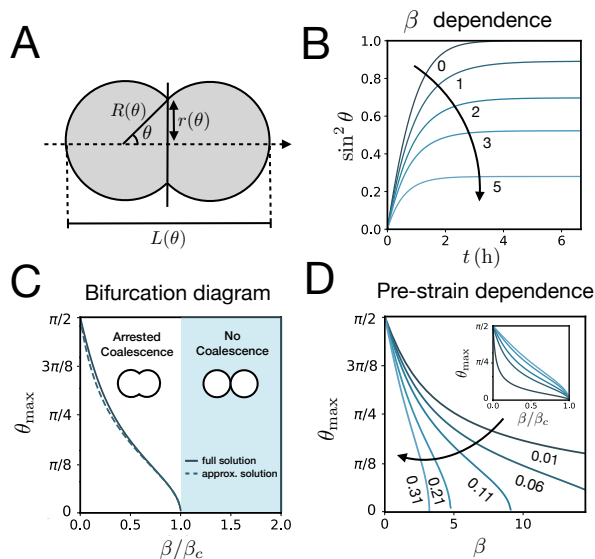 A
R(θ)
θ
r(θ)
L(θ)
β dependence
B
1.0
0.8
0.6
0.4
0.2
0.0
sin² θ
0
1
2
3
5
0
2
4
6
t (h)
C
Bifurcation diagram
π/2
3π/8
π/4
π/8
0
θmax
Arrested
Coalescence
No
Coalescence
full solution
approx. solution
0.0
0.5
1.0
1.5
2.0
β/βc
D
Pre-strain dependence
π/2
3π/8
π/4
π/8
0
θmax
π/2
π/4
0
θmax
0.0
0.5
1.0
β/βc
0.01
0.06
0.11
0.21
0.31
0
5
10
β